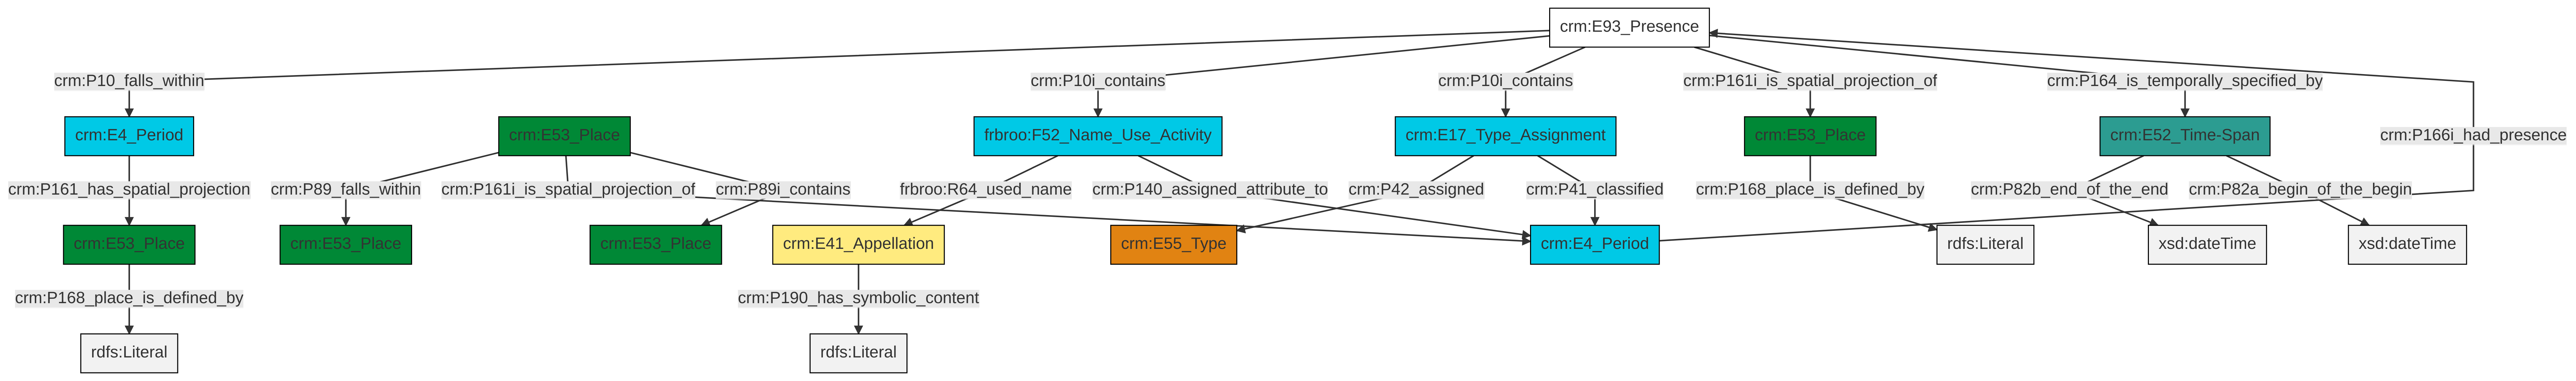 crm:E93_Presence
crm:P10_falls_within
crm:P10i_contains
crm:P10i_contains
crm:P161i_is_spatial_projection_of
crm:P164_is_temporally_specified_by
crm:E4_Period
crm:E53_Place
frbroo:F52_Name_Use_Activity
crm:E17_Type_Assignment
crm:E53_Place
crm:E52_Time-Span
crm:P166i_had_presence
crm:P161_has_spatial_projection
crm:P89_falls_within
crm:P161i_is_spatial_projection_of
crm:P89i_contains
frbroo:R64_used_name
crm:P140_assigned_attribute_to
crm:P42_assigned
crm:P41_classified
crm:P168_place_is_defined_by
crm:P82b_end_of_the_end
crm:P82a_begin_of_the_begin
crm:E53_Place
crm:E53_Place
crm:E53_Place
crm:E41_Appellation
crm:E55_Type
crm:E4_Period
rdfs:Literal
xsd:dateTime
xsd:dateTime
crm:P168_place_is_defined_by
crm:P190_has_symbolic_content
rdfs:Literal
rdfs:Literal